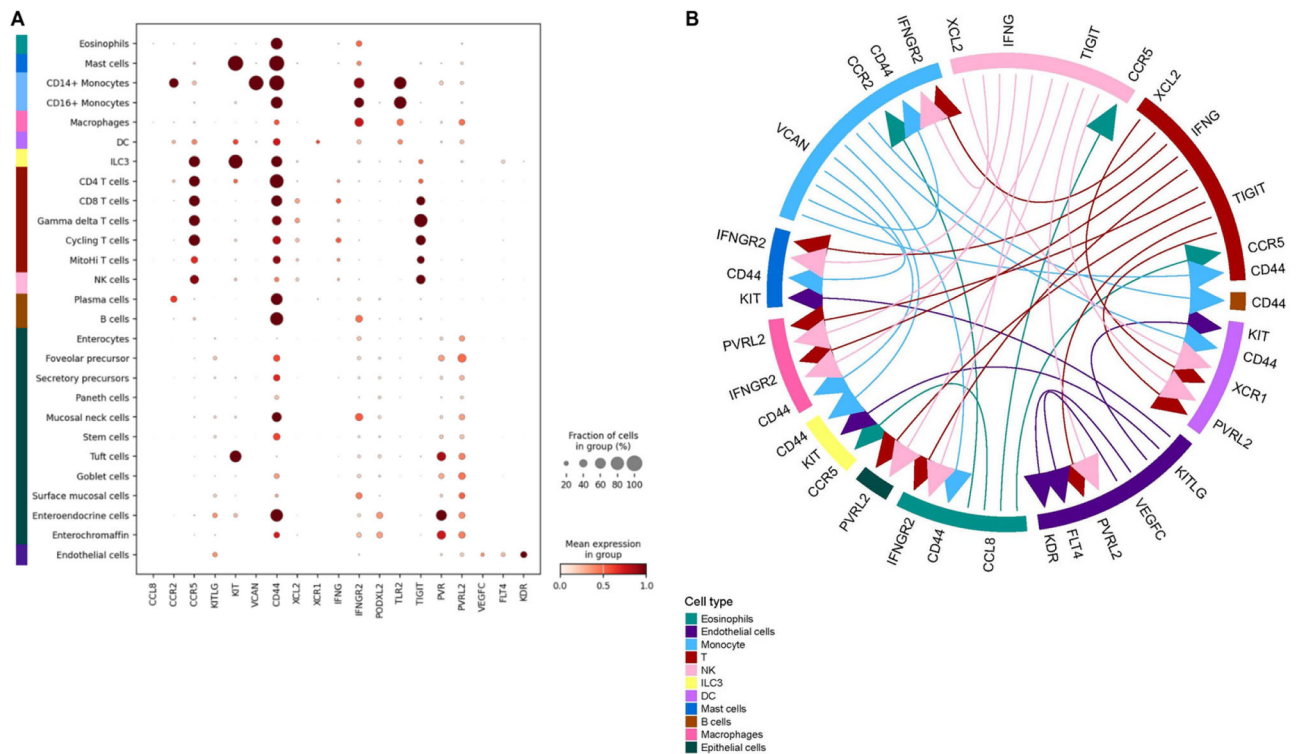 A
Eosinophils
Mast cells
CD14+ Monocytes
CD16+ Monocytes
Macrophages
DC
ILC3
CD4 T cells
CD8 T cells
Gamma delta T cells
Cycling T cells
MitoHi T cells
NK cells
Plasma cells
B cells
Enterocytes
Foveolar precursor
Secretory precursors
Paneth cells
Mucosal neck cells
Stem cells
Tuft cells
Goblet cells
Surface mucosal cells
Enteroendocrine cells
Enterochromaffin
Endothelial cells
CCL8
CCR2
CCR5
KITLG
KIT
VCAN
CD44
XCL2
XCR1
IFNG
IFNGR2
PODXL2
TLR2
TIGIT
PVR
PVRL2
VEGFC
FLT4
KDR
Fraction of cells
in group (%)
20 40 60 80 100
Mean expression
in group
0.0 0.5 1.0
B
XCL2
IFNG
TIGIT
CCR5
XCL2
IFNG
TIGIT
CCR5
CD44
CD44
KIT
CD44
XCR1
PVRL2
KITLG
VEGFC
PVRL2
FLT4
KDR
CCL8
CD44
IFNGR2
PVRL2
CCR5
KIT
CD44
CD44
IFNGR2
PVRL2
KIT
CD44
IFNGR2
VCAN
CCR2
CD44
IFNGR2
Cell type
Eosinophils
Endothelial cells
Monocyte
T
NK
ILC3
DC
Mast cells
B cells
Macrophages
Epithelial cells